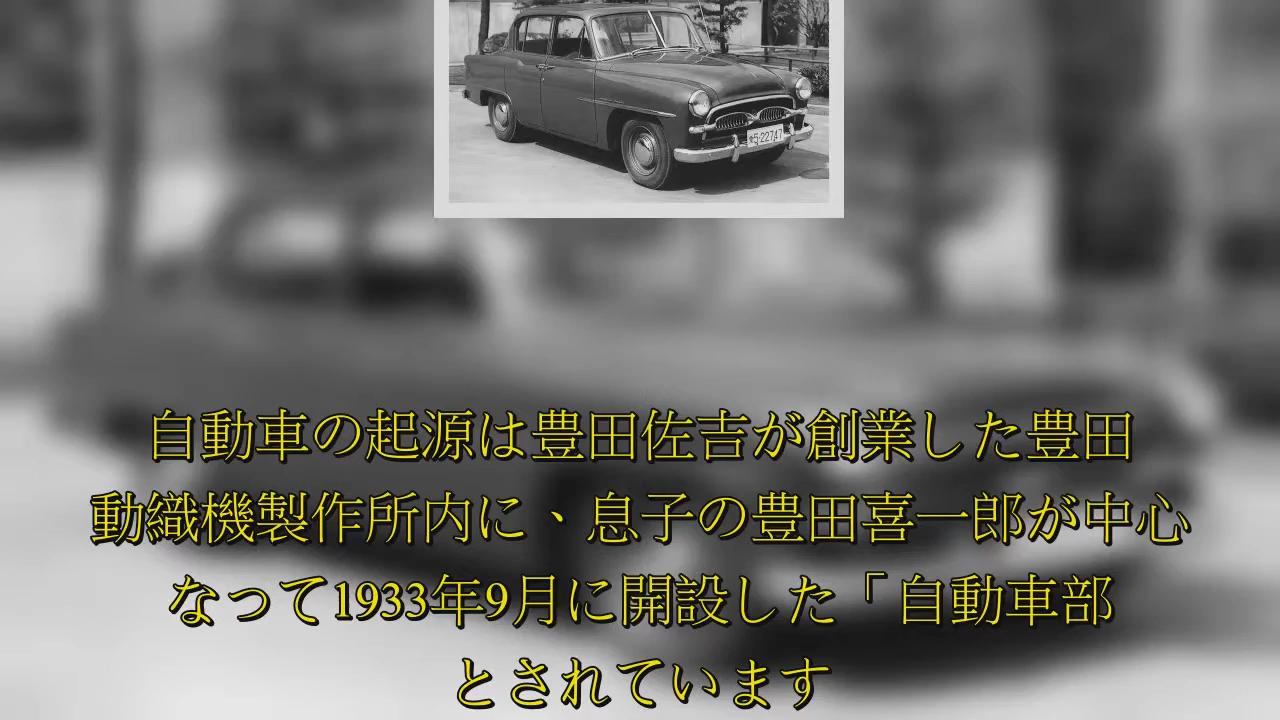 5-22747
自動車の起源は豊田佐吉が創業した豊田
動織機製作所内に、息子の豊田喜一郎が中心
なって1933年9月に開設した「自動車部
とされています